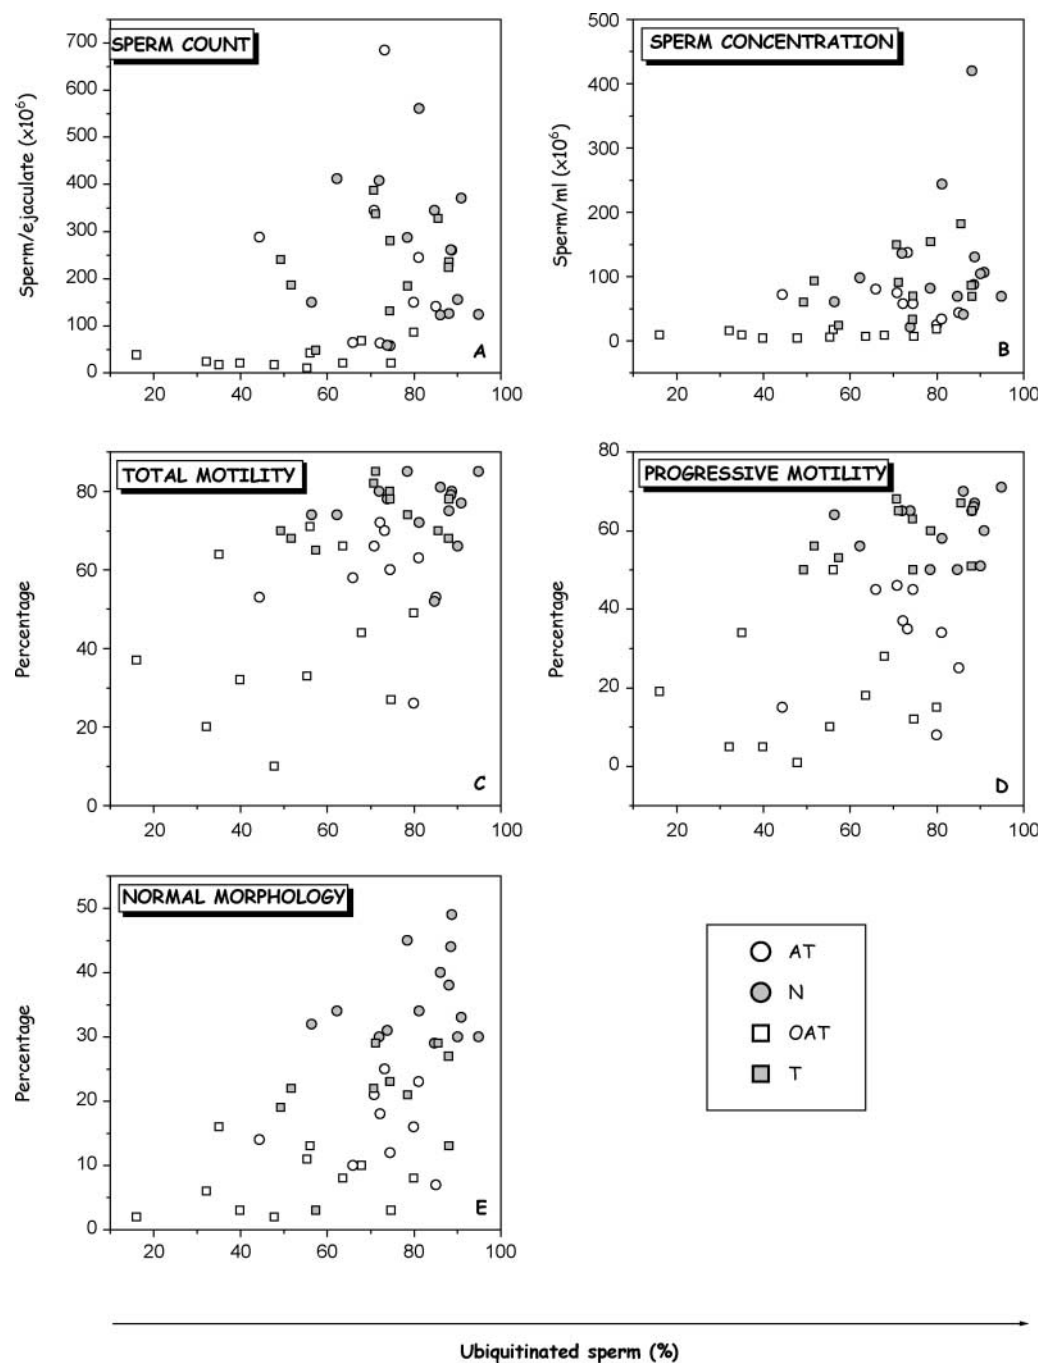 SPERM COUNT
Sperm/ejaculate (x10⁶)
700
600
500
400
300
200
100
0
20 40 60 80 100
A
SPERM CONCENTRATION
Sperm/ml (x10⁶)
500
400
300
200
100
0
20 40 60 80 100
B
TOTAL MOTILITY
Percentage
80
60
40
20
0
20 40 60 80 100
C
PROGRESSIVE MOTILITY
Percentage
80
60
40
20
0
20 40 60 80 100
D
NORMAL MORPHOLOGY
Percentage
50
40
30
20
10
0
20 40 60 80 100
E
AT
N
OAT
T
Ubiquitinated sperm (%)